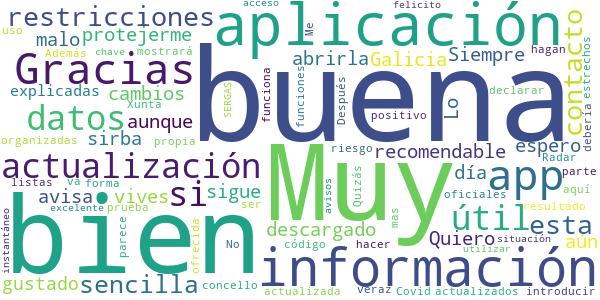 restricciones
aplicación
acceso
felicito
uso
malo
protejerme
Me
hagan
Además
chave
mostrará
Gracias
buena
abrirla
Galicia
Siempre
contacto
debería
estrechos
explicadas
Xunta
cambios
SERGAS
funciona
funciones
Después
positivo
Lo
declarar
datos
aunque
organizadas
propia
sirba
riesgo
recomendable
espero
Radar
actualización
Muy
app
día
parte
listas
va
forma
si
sigue
avisos
Quizás
oficiales
más
aquí
resultado
bien
avisa
vives
útil
esta
excelente
prueba
ser
descargado
instantáneo
parece
ofrecida
No
código
hacer
Quiero
situación
aún
utilizar
gustado
sencilla
información
concello
actualizada
veraz
Covid
actualizados
introducir